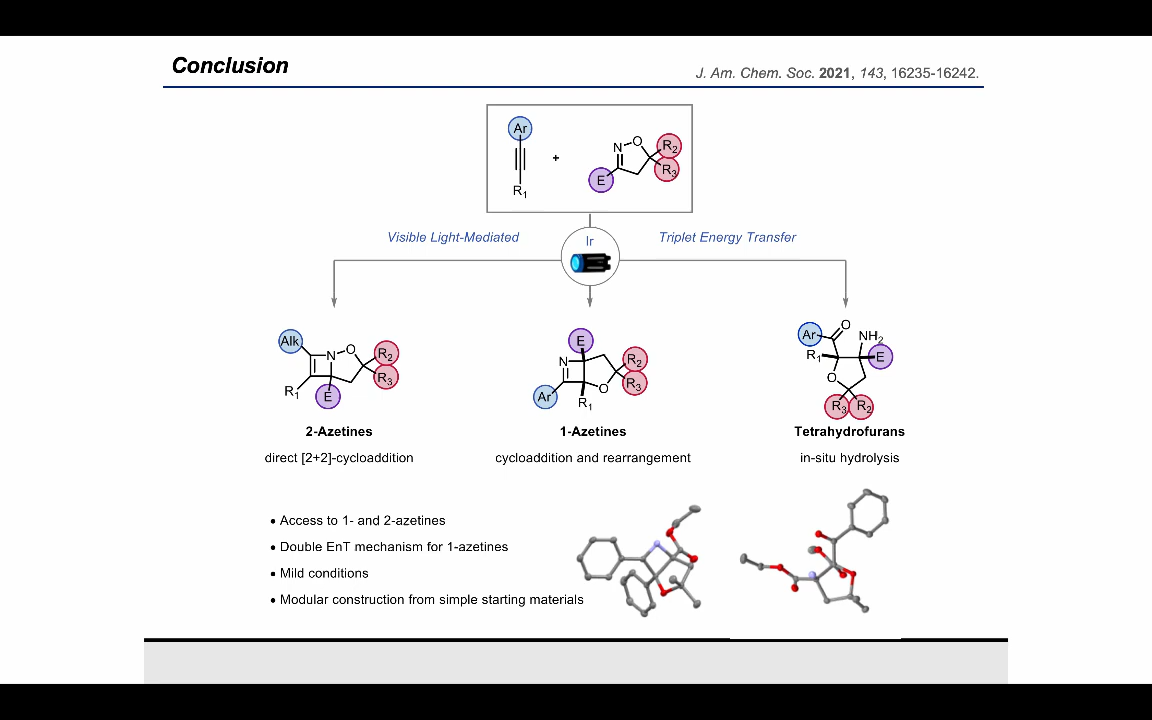 Conclusion
J. Am. Chem. Soc. 2021, 143, 16235-16242.
Ar
R1
+
N O
E
R2
R3
Visible Light-Mediated
Ir
Triplet Energy Transfer
Alk
N O
R1
E
R2
R3
E
N
Ar
R1
O
R2
R3
Ar
O
NH2
R1
E
O
R3 R2
2-Azetines
1-Azetines
Tetrahydrofurans
direct [2+2]-cycloaddition
cycloaddition and rearrangement
in-situ hydrolysis
• Access to 1- and 2-azetines
• Double EnT mechanism for 1-azetines
• Mild conditions
• Modular construction from simple starting materials